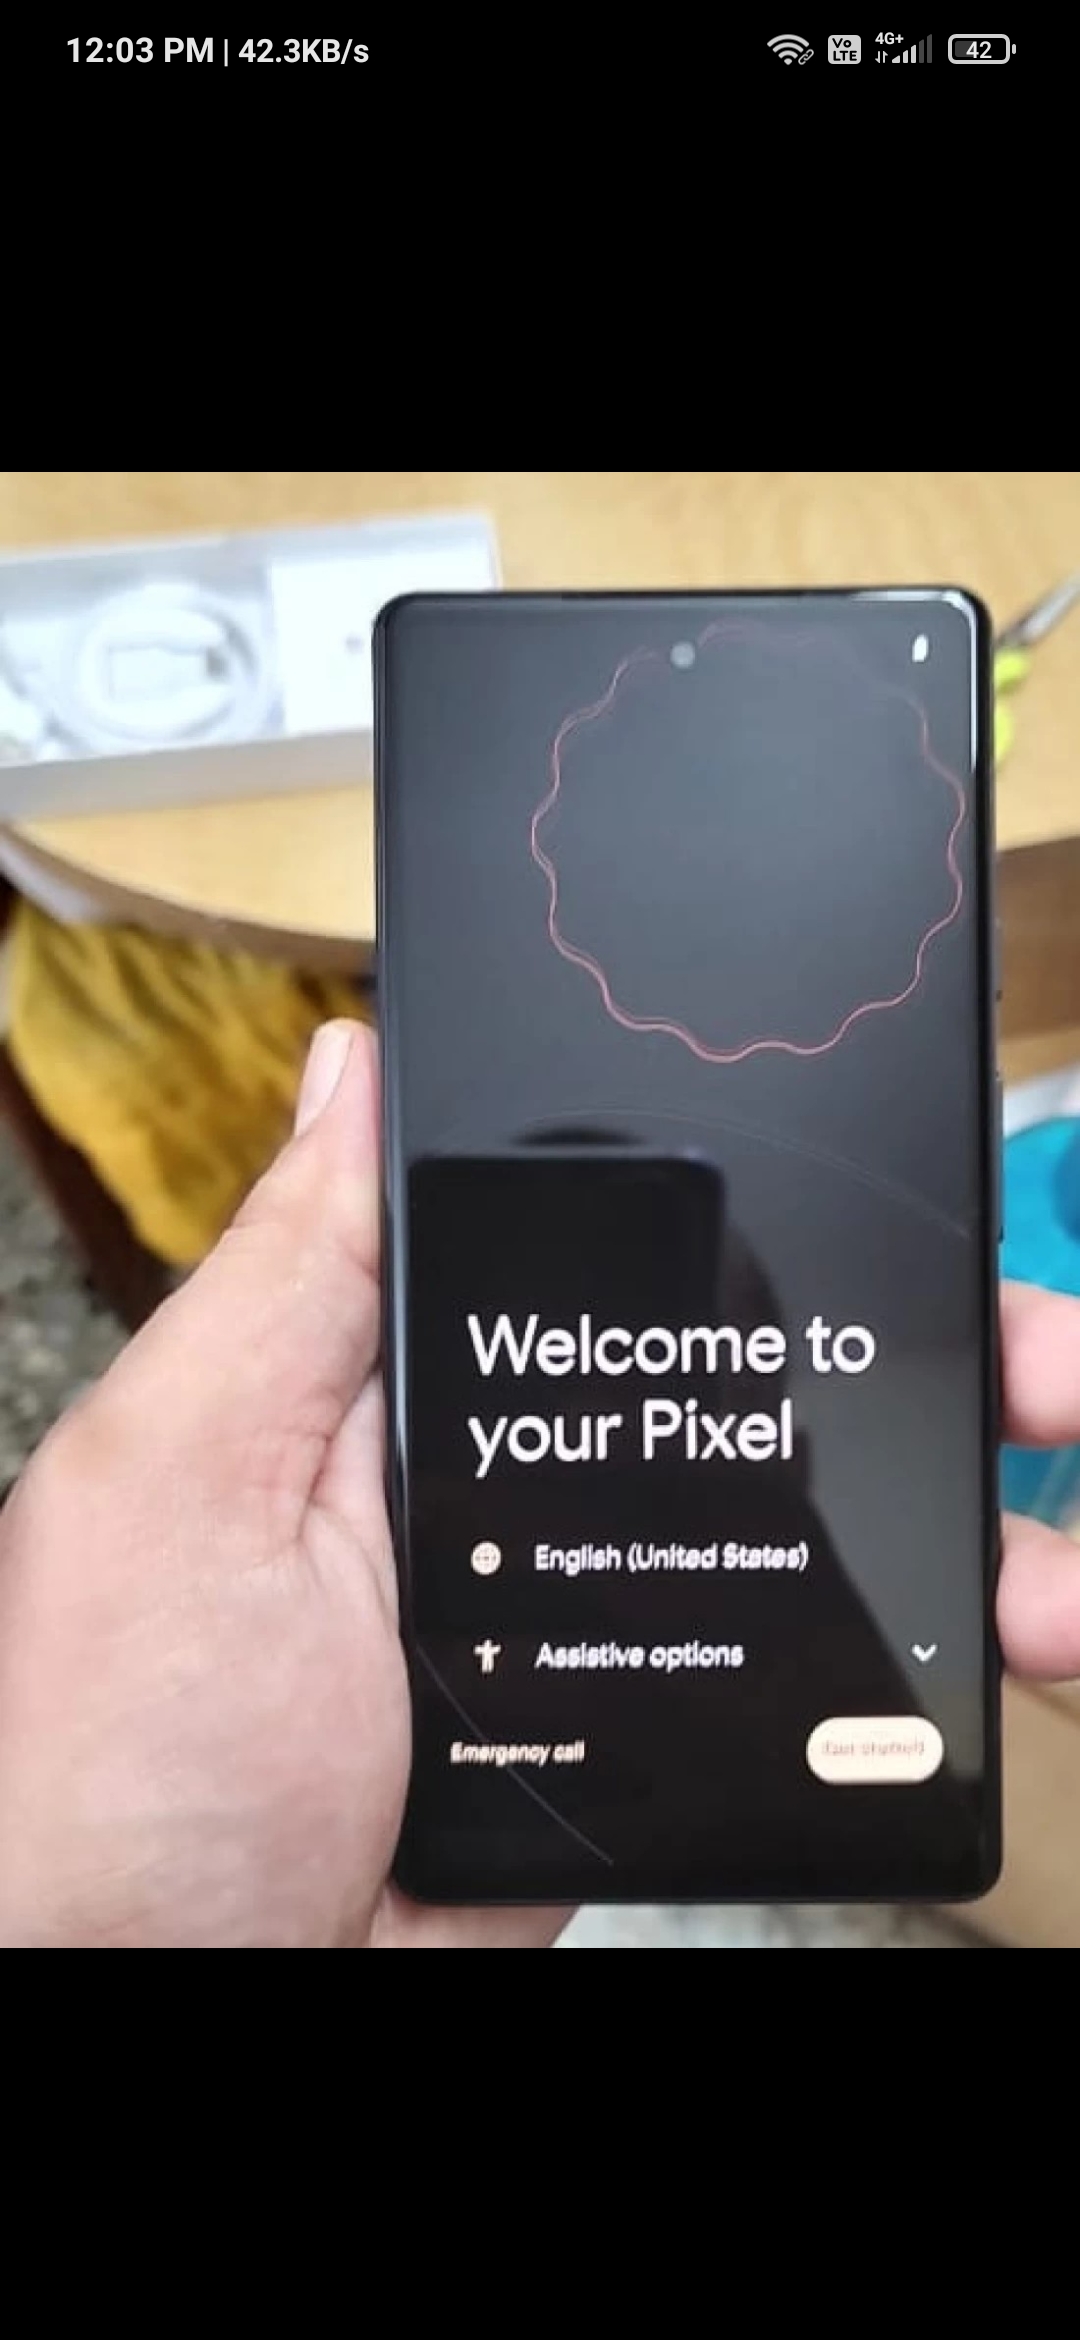 12:03 PM | 42.3KB/s
Vo LTE
4G+
42
Welcome to
your Pixel
English (United States)
Assistive options
Emergency call